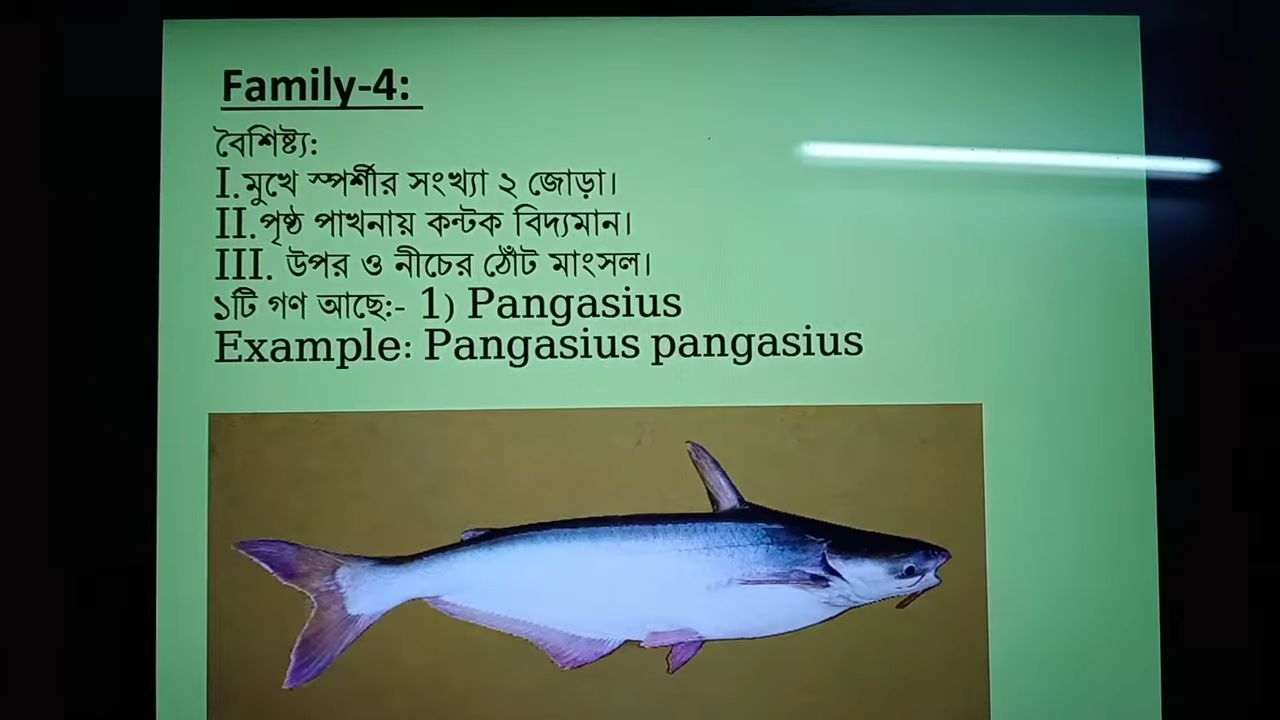 Family-4:
বৈশিষ্ট্য:
I.মুখে স্পর্শীর সংখ্যা ২ জোড়া।
II.পৃষ্ঠ পাখনায় কন্টক বিদ্যমান।
III. উপর ও নীচের ঠোঁট মাংসল।
১টি গণ আছে:- 1) Pangasius
Example: Pangasius pangasius